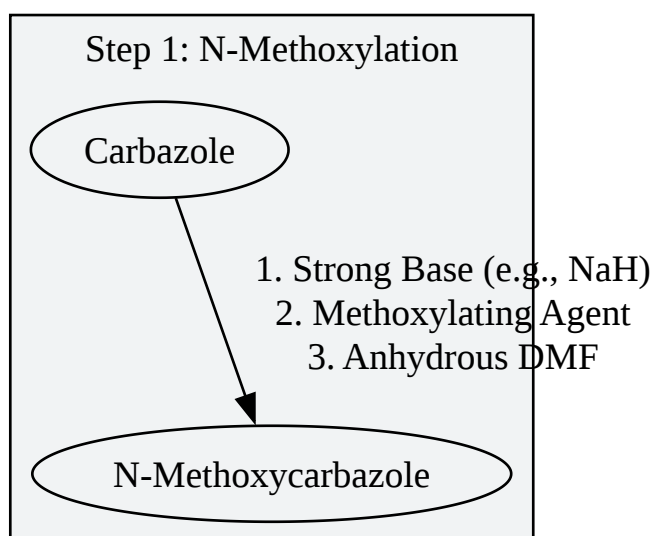 Step 1: N-Methoxylation
Carbazole
1. Strong Base (e.g., NaH)
2. Methoxylating Agent
3. Anhydrous DMF
N-Methoxycarbazole